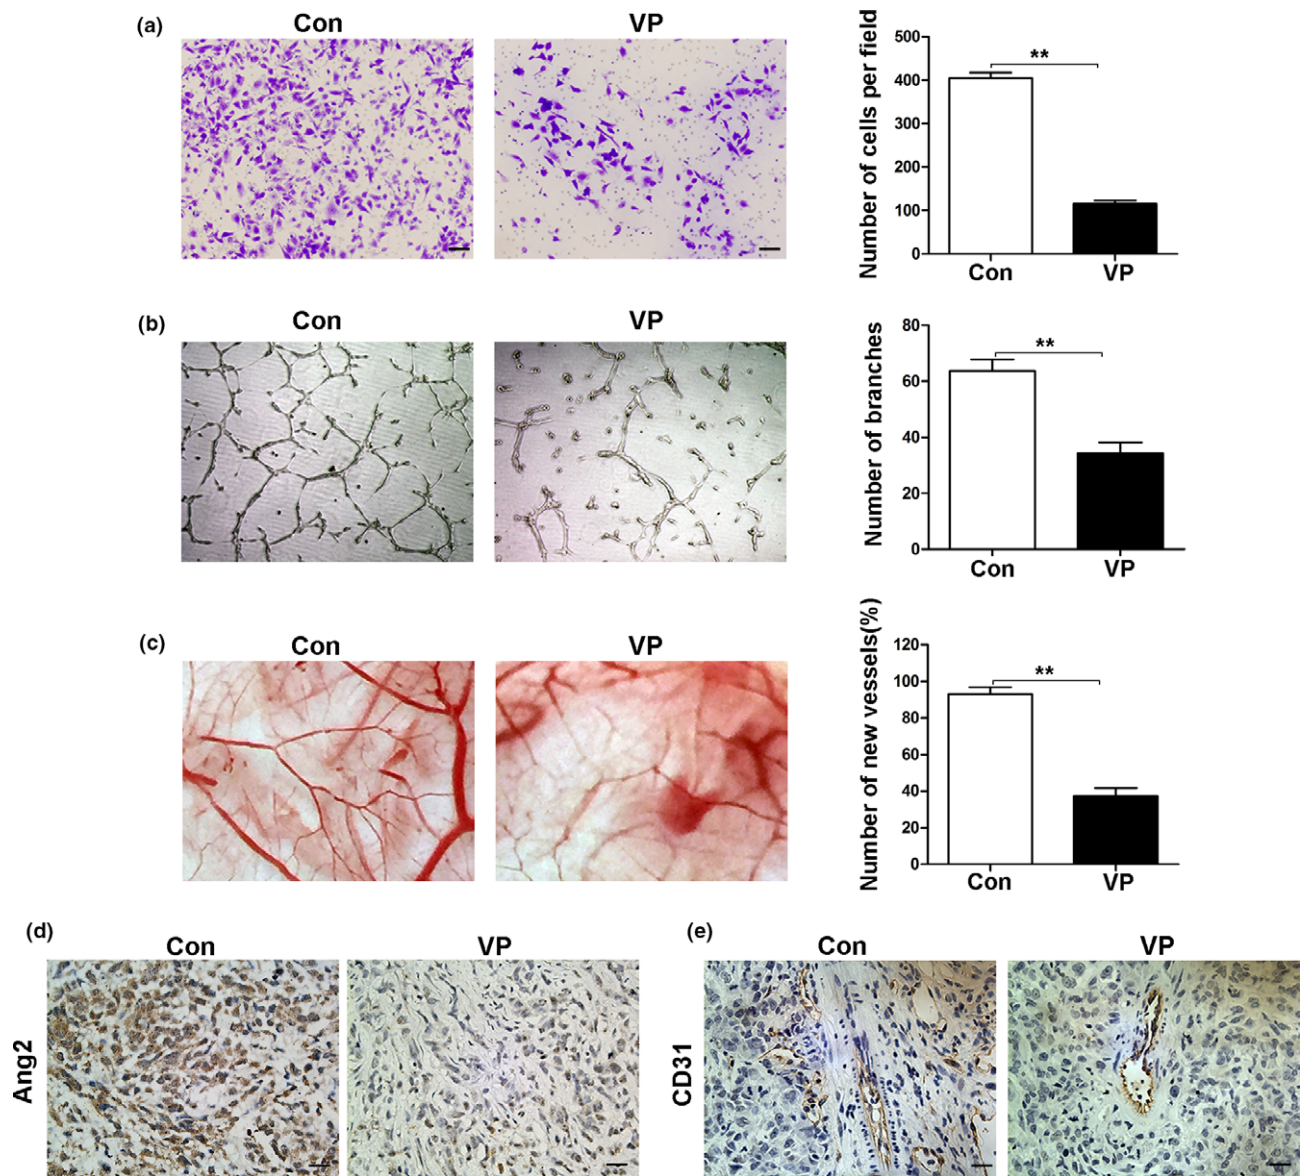 (a)
Con
VP
Number of cells per field
500
400
300
200
100
0
**
Con
VP
(b)
Con
VP
Number of branches
80
60
40
20
0
**
Con
VP
(c)
Con
VP
Number of new vessels(%)
120
100
80
60
40
20
0
**
Con
VP
(d)
Con
VP
Ang2
(e)
Con
VP
CD31